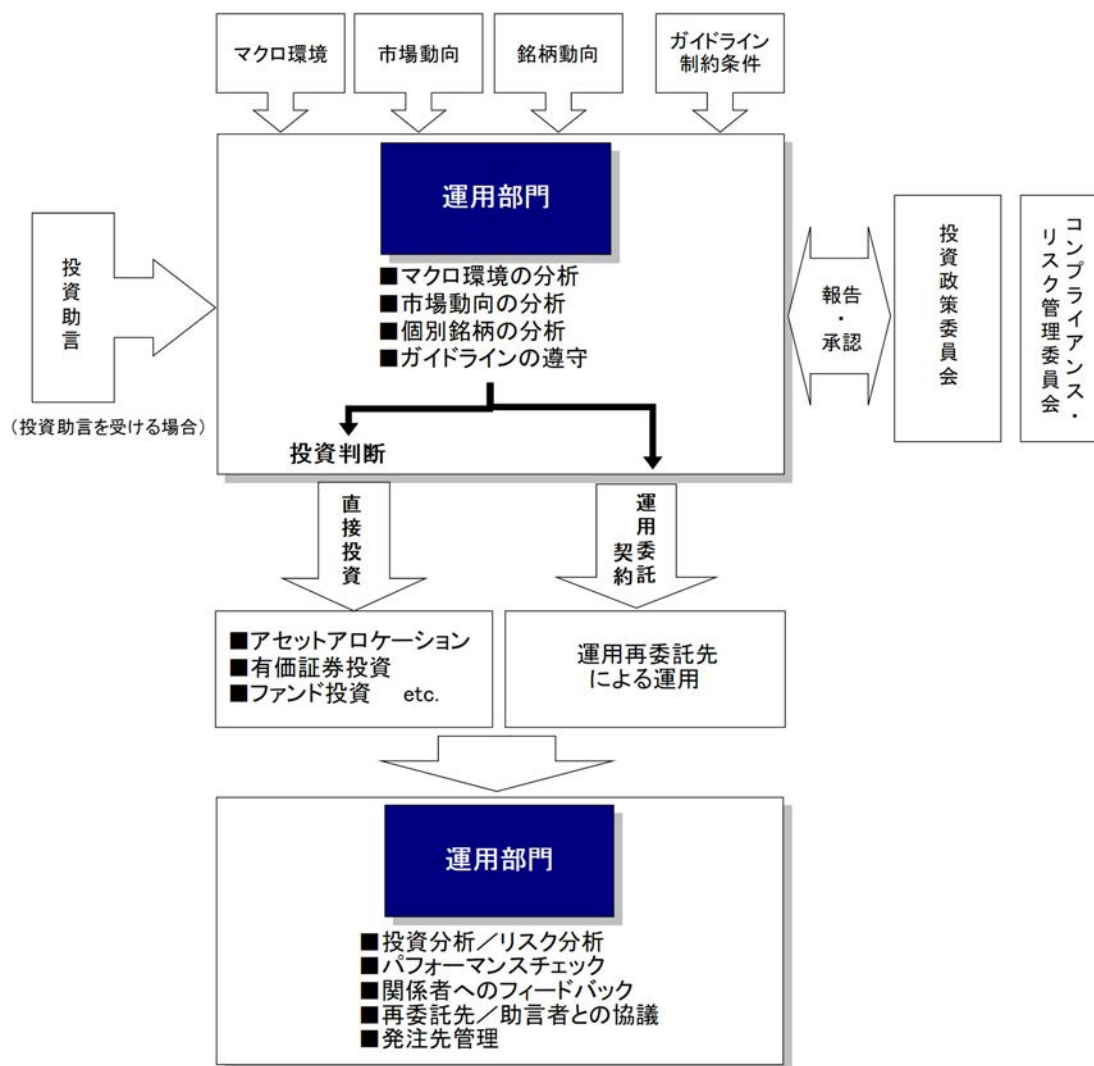 マクロ環境
市場動向
銘柄動向
ガイドライン
制約条件
運用部門
■マクロ環境の分析
■市場動向の分析
■個別銘柄の分析
■ガイドラインの遵守
投資助言
(投資助言を受ける場合)
報告
・
承認
投資政策委員会
コンプライアンス・
リスク管理委員会
投資判断
直接投資
運用委託
契約
■アセットアロケーション
■有価証券投資
■ファンド投資 etc.
運用再委託先
による運用
運用部門
■投資分析／リスク分析
■パフォーマンスチェック
■関係者へのフィードバック
■再委託先／助言者との協議
■発注先管理